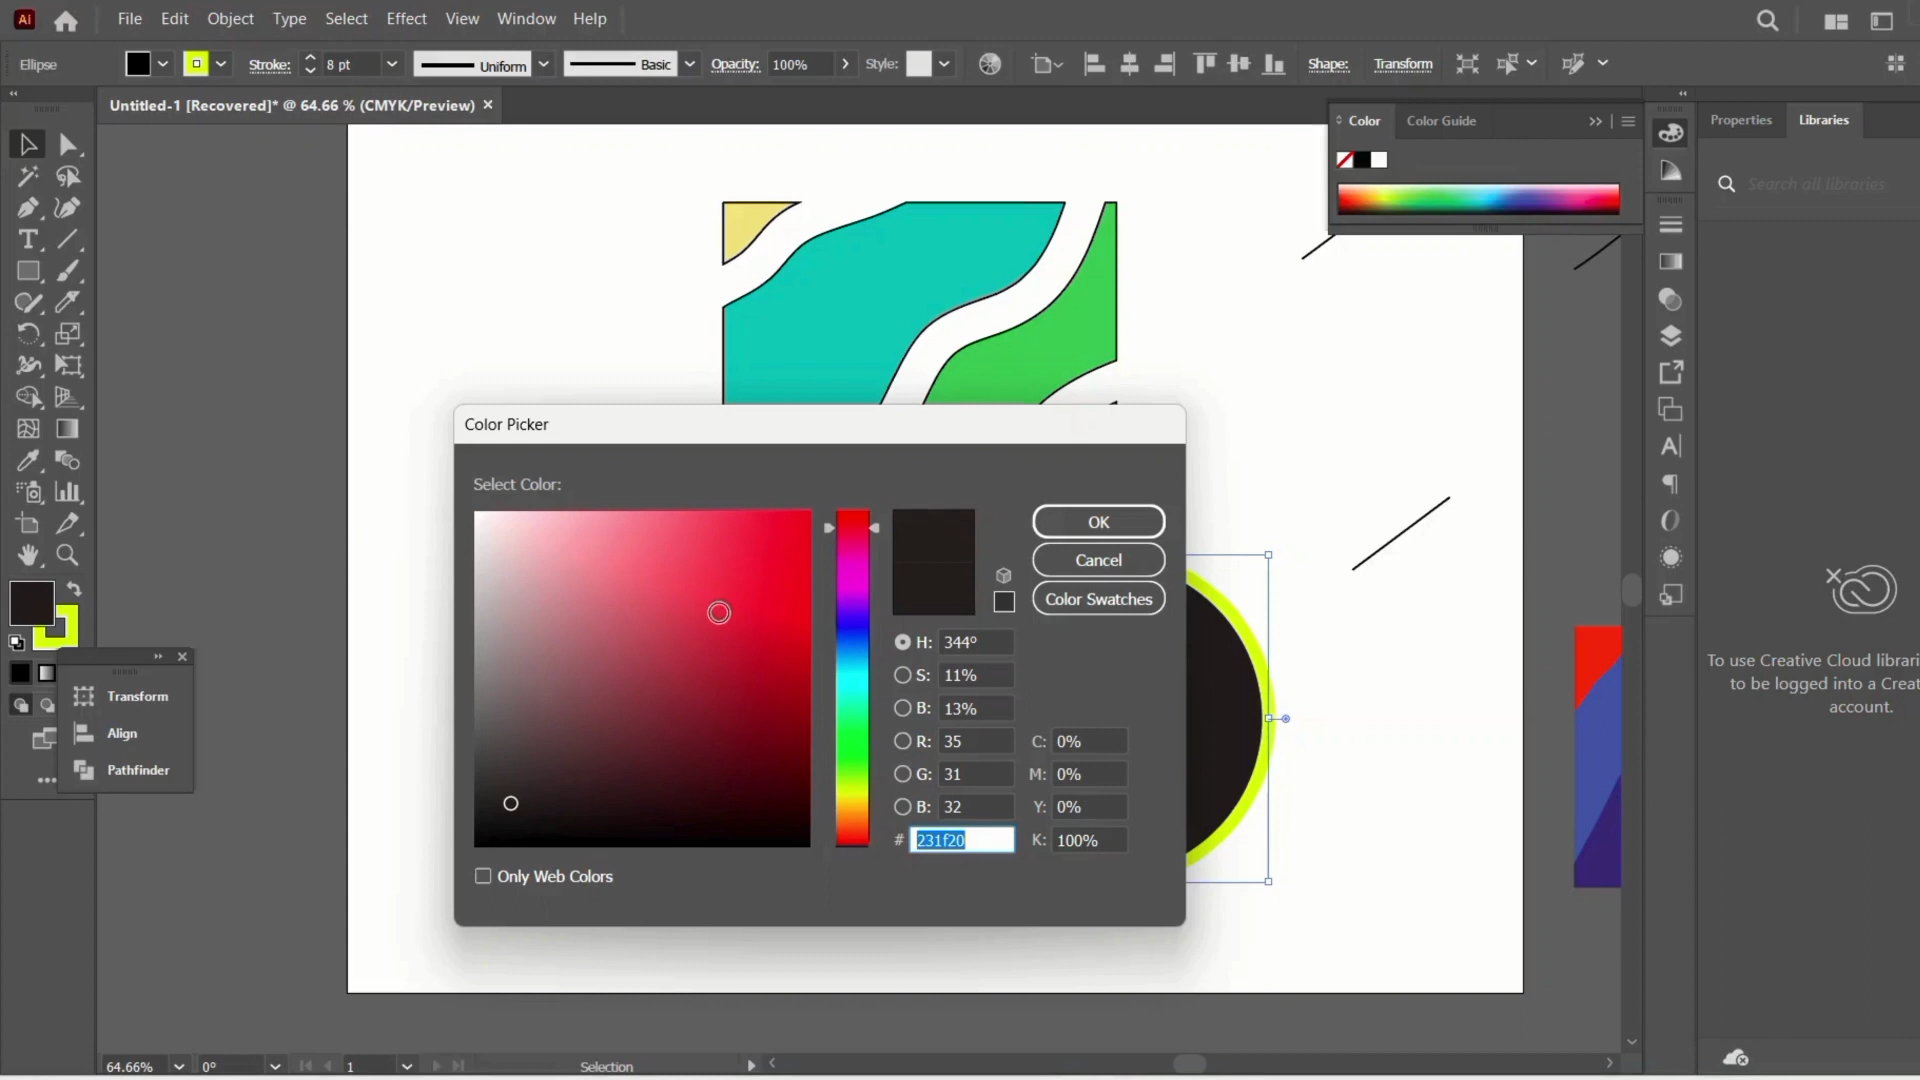 Ai File Edit Object Type Select Effect View Window Help
Ellipse Stroke: 8 pt Uniform Basic Opacity: 100% Style: Shape: Transform
Untitled-1 [Recovered]* @ 64.66 % (CMYK/Preview) ×
Color Color Guide
Properties Libraries
Search all libraries
Color Picker
Select Color:
OK
Cancel
Color Swatches
H: 344°
S: 11%
B: 13%
R: 35 C: 0%
G: 31 M: 0%
B: 32 Y: 0%
# 231f20 K: 100%
Only Web Colors
Transform
Align
Pathfinder
To use Creative Cloud librari
to be logged into a Creat
account.
64.66% 0° 1 Selection